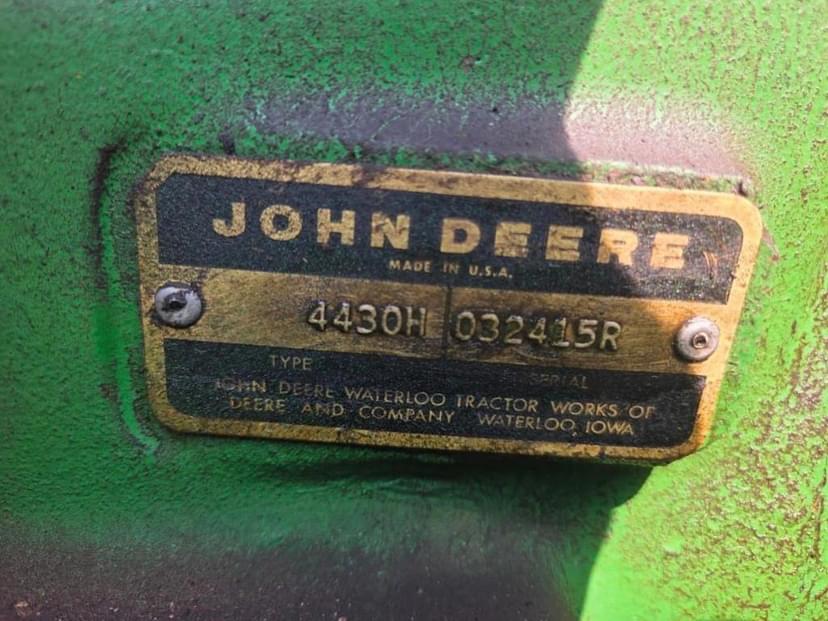 JOHN DEERE
MADE IN U.S.A.
4430H 032415R
TYPE SERIAL
JOHN DEERE WATERLOO TRACTOR WORKS OF
DEERE AND COMPANY WATERLOO, IOWA